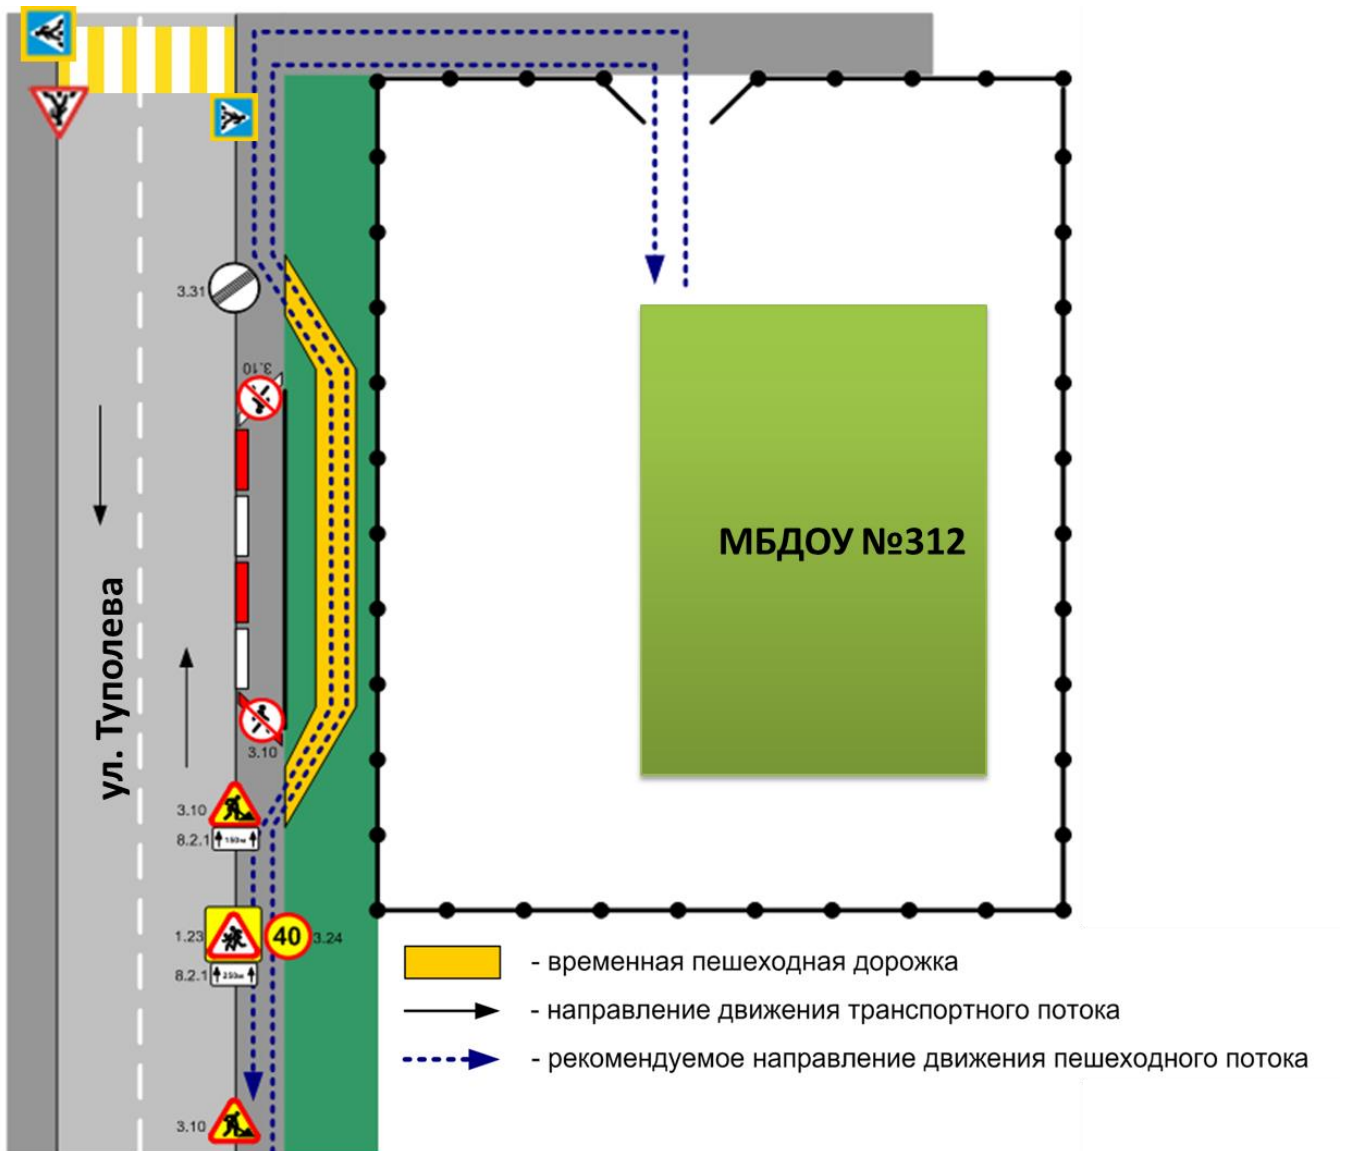 3.31
3.10
МБДОУ №312
ул. Туполева
3.10
3.10
8.2.1
150м
1.23
40
3.24
8.2.1
250м
3.10
- временная пешеходная дорожка
- направление движения транспортного потока
- рекомендуемое направление движения пешеходного потока